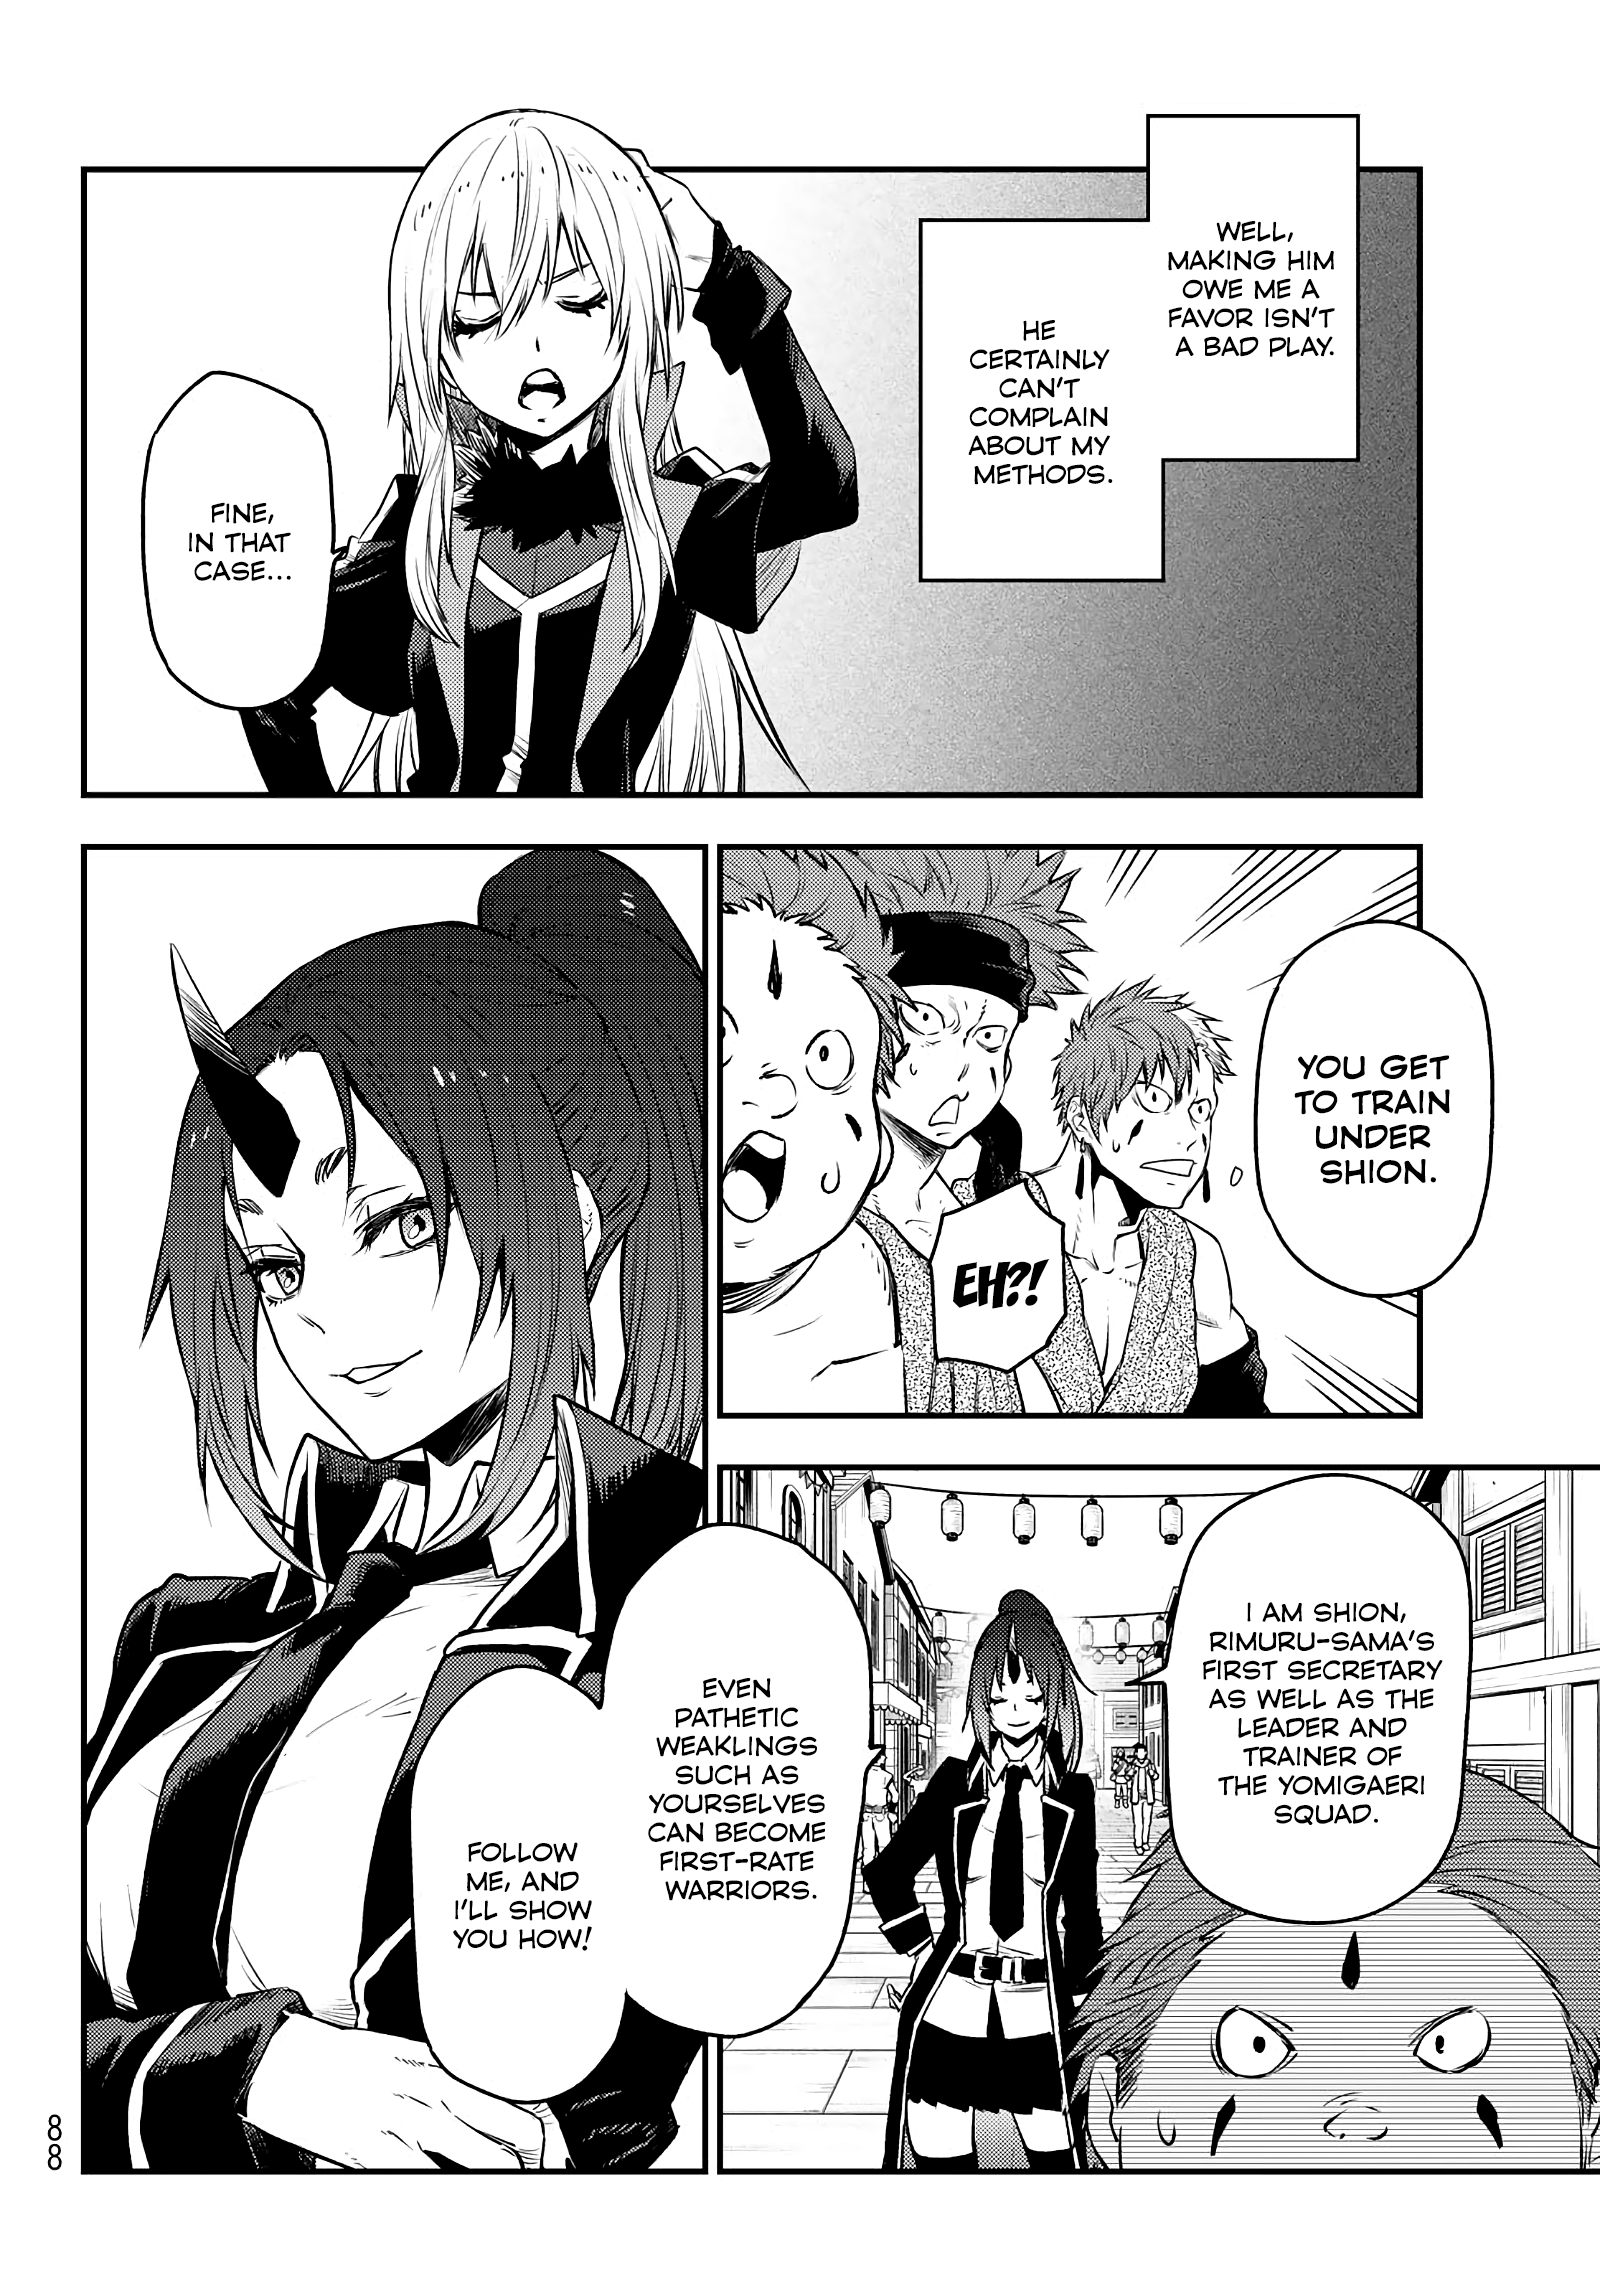 WELL,
MAKING HIM
OWE ME A
FAVOR ISN'T
A BAD PLAY.
HE
CERTAINLY
CAN'T
COMPLAIN
ABOUT MY
METHODS.
FINE,
IN THAT
CASE...
YOU GET
TO TRAIN
UNDER
SHION.
EH?!
I AM SHION,
RIMURU-SAMA'S
FIRST SECRETARY
AS WELL AS THE
LEADER AND
TRAINER OF
THE YOMIGAERI
SQUAD.
EVEN
PATHETIC
WEAKLINGS
SUCH AS
YOURSELVES
CAN BECOME
FIRST-RATE
WARRIORS.
FOLLOW
ME, AND
I'LL SHOW
YOU HOW!
88